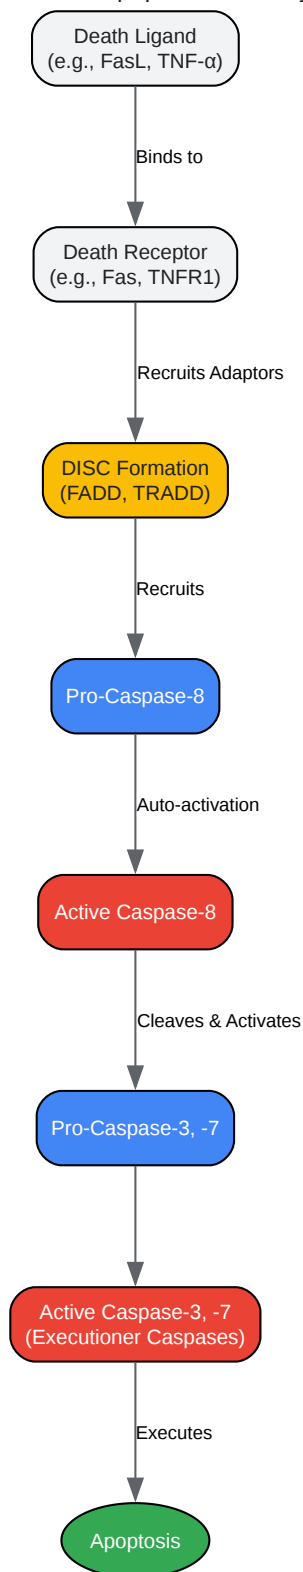 Death Ligand
(e.g., FasL, TNF-α)
Binds to
Death Receptor
(e.g., Fas, TNFR1)
Recruits Adaptors
DISC Formation
(FADD, TRADD)
Recruits
Pro-Caspase-8
Auto-activation
Active Caspase-8
Cleaves & Activates
Pro-Caspase-3, -7
Active Caspase-3, -7
(Executioner Caspases)
Executes
Apoptosis